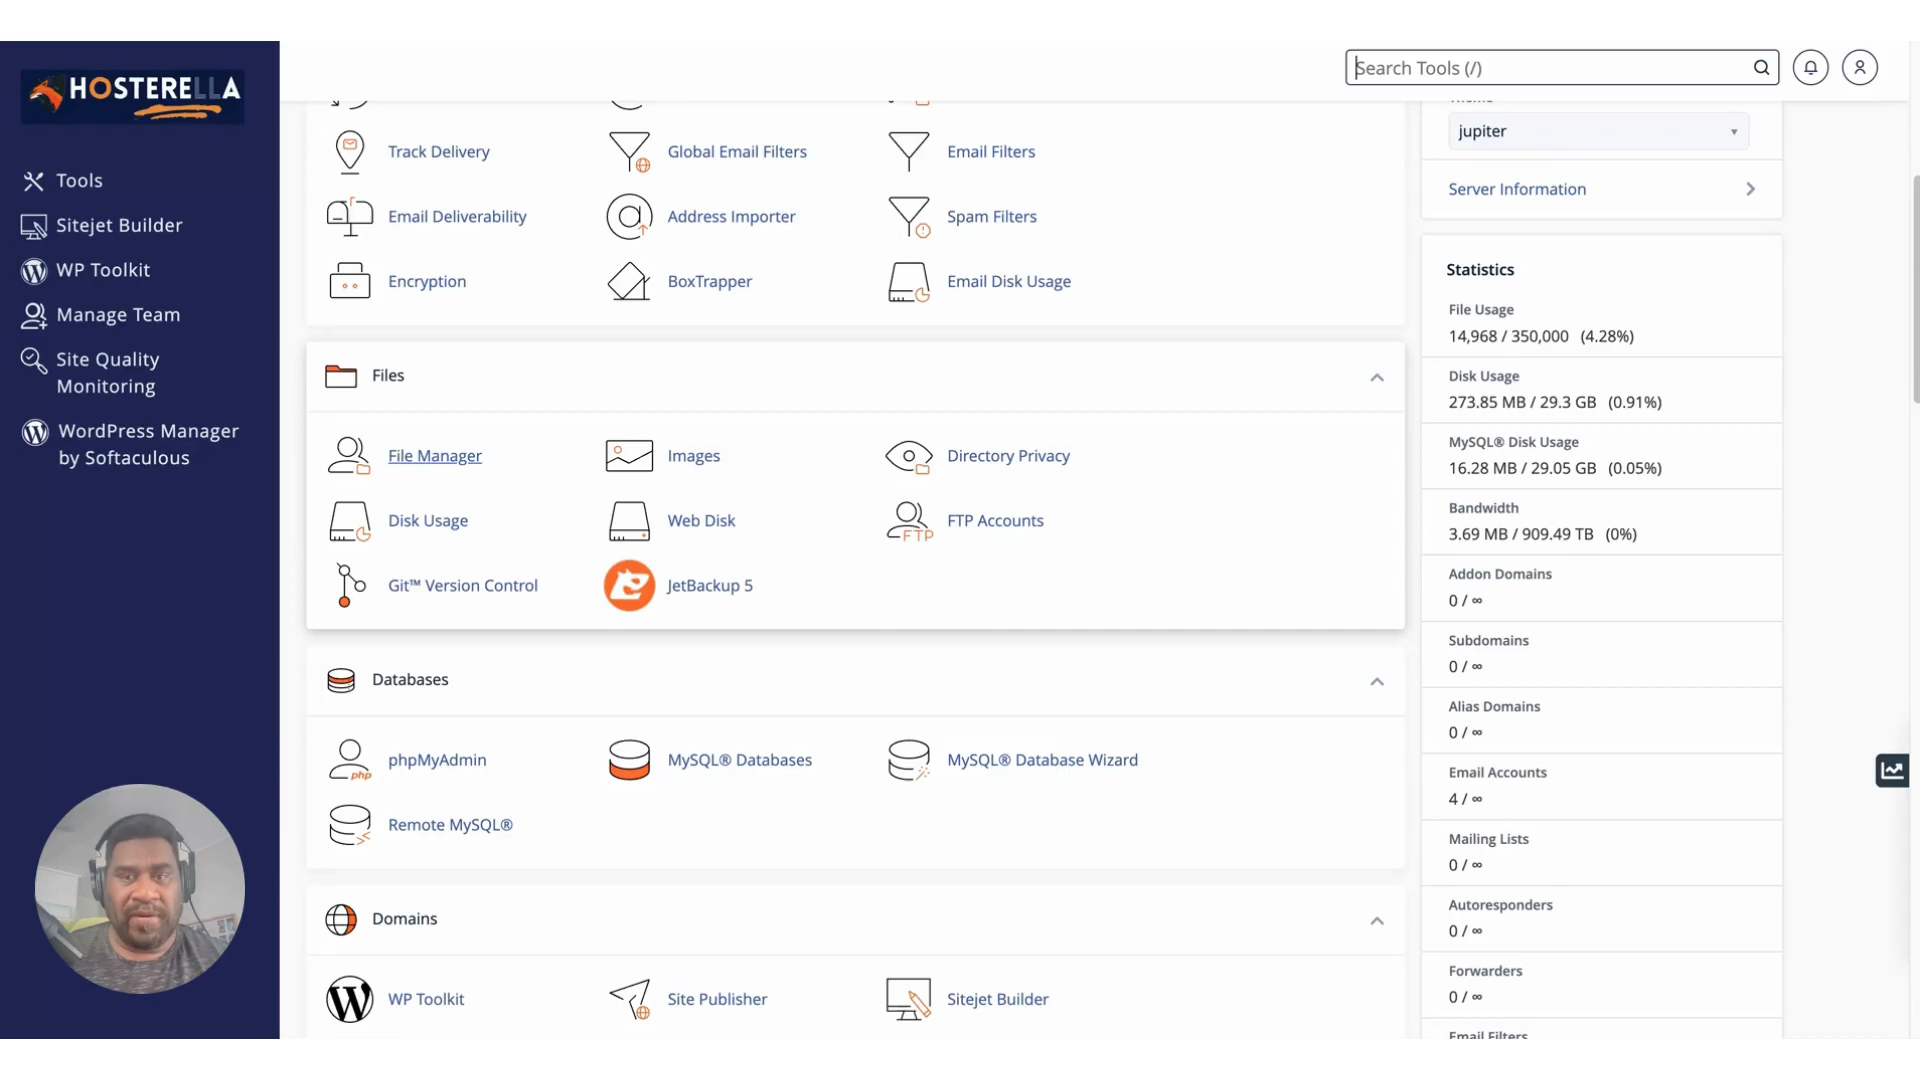 HOSTERELLA
Search Tools (/)
Tools
Sitejet Builder
WP Toolkit
Manage Team
Site Quality
Monitoring
WordPress Manager
by Softaculous
Track Delivery
Global Email Filters
Email Filters
Email Deliverability
Address Importer
Spam Filters
Encryption
BoxTrapper
Email Disk Usage
Files
File Manager
Images
Directory Privacy
Disk Usage
Web Disk
FTP
FTP Accounts
Git™ Version Control
JetBackup 5
Databases
php
phpMyAdmin
MySQL® Databases
MySQL® Database Wizard
Remote MySQL®
Domains
WP Toolkit
Site Publisher
Sitejet Builder
Theme
jupiter
Server Information
Statistics
File Usage
14,968 / 350,000 (4.28%)
Disk Usage
273.85 MB / 29.3 GB (0.91%)
MySQL® Disk Usage
16.28 MB / 29.05 GB (0.05%)
Bandwidth
3.69 MB / 909.49 TB (0%)
Addon Domains
0 / ∞
Subdomains
0 / ∞
Alias Domains
0 / ∞
Email Accounts
4 / ∞
Mailing Lists
0 / ∞
Autoresponders
0 / ∞
Forwarders
0 / ∞
Email Filters